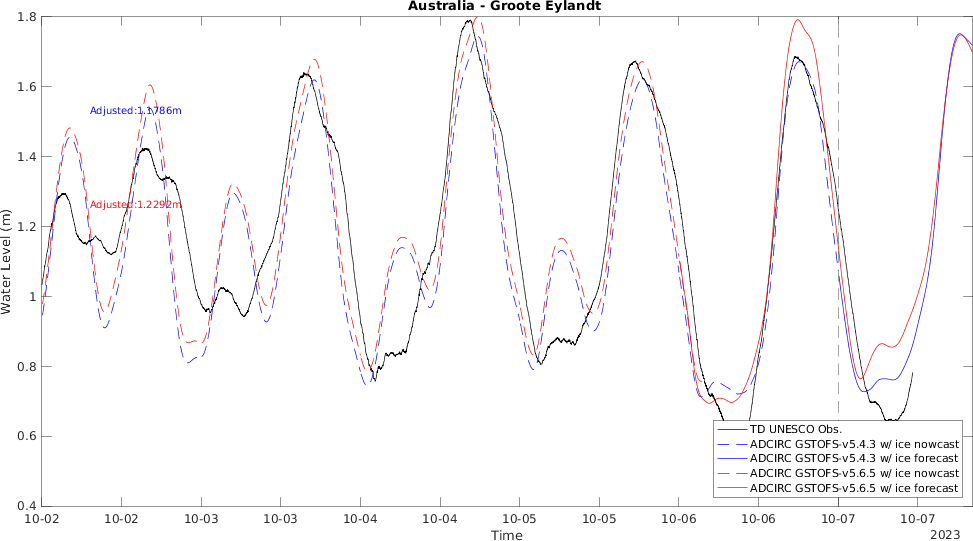 Australia - Groote Eylandt
1.8
1.6
1.4
1.2
1
0.8
0.6
0.4
Water Level (m)
Adjusted:1.1786m
Adjusted:1.2292m
TD UNESCO Obs.
ADCIRC GSTOFS-v5.4.3 w/ ice nowcast
ADCIRC GSTOFS-v5.4.3 w/ ice forecast
ADCIRC GSTOFS-v5.6.5 w/ ice nowcast
ADCIRC GSTOFS-v5.6.5 w/ ice forecast
10-02 10-02 10-03 10-03 10-04 10-04 10-05 10-05 10-06 10-06 10-07 10-07
Time
2023